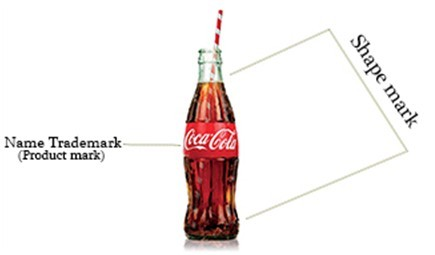 Shape mark
Name Trademark
(Product mark)
Coca-Cola